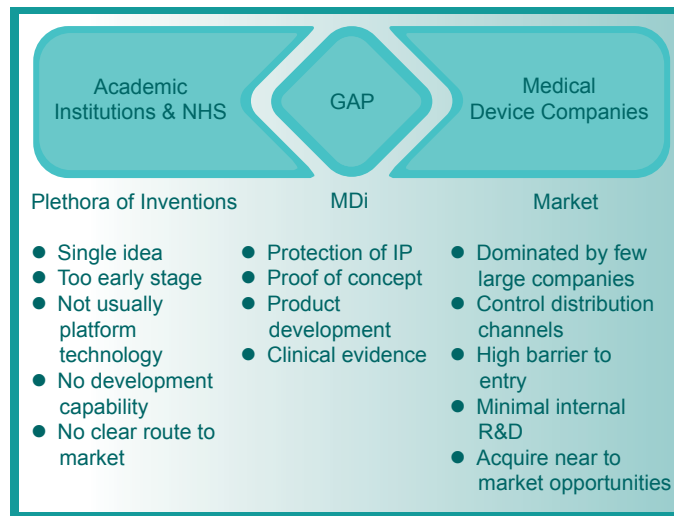 Academic
Institutions & NHS
GAP
Medical
Device Companies
Plethora of Inventions
MDi
Market
● Single idea
● Too early stage
● Not usually
platform
technology
● No development
capability
● No clear route to
market
● Protection of IP
● Proof of concept
● Product
development
● Clinical evidence
● Dominated by few
large companies
● Control distribution
channels
● High barrier to
entry
● Minimal internal
R&D
● Acquire near to
market opportunities